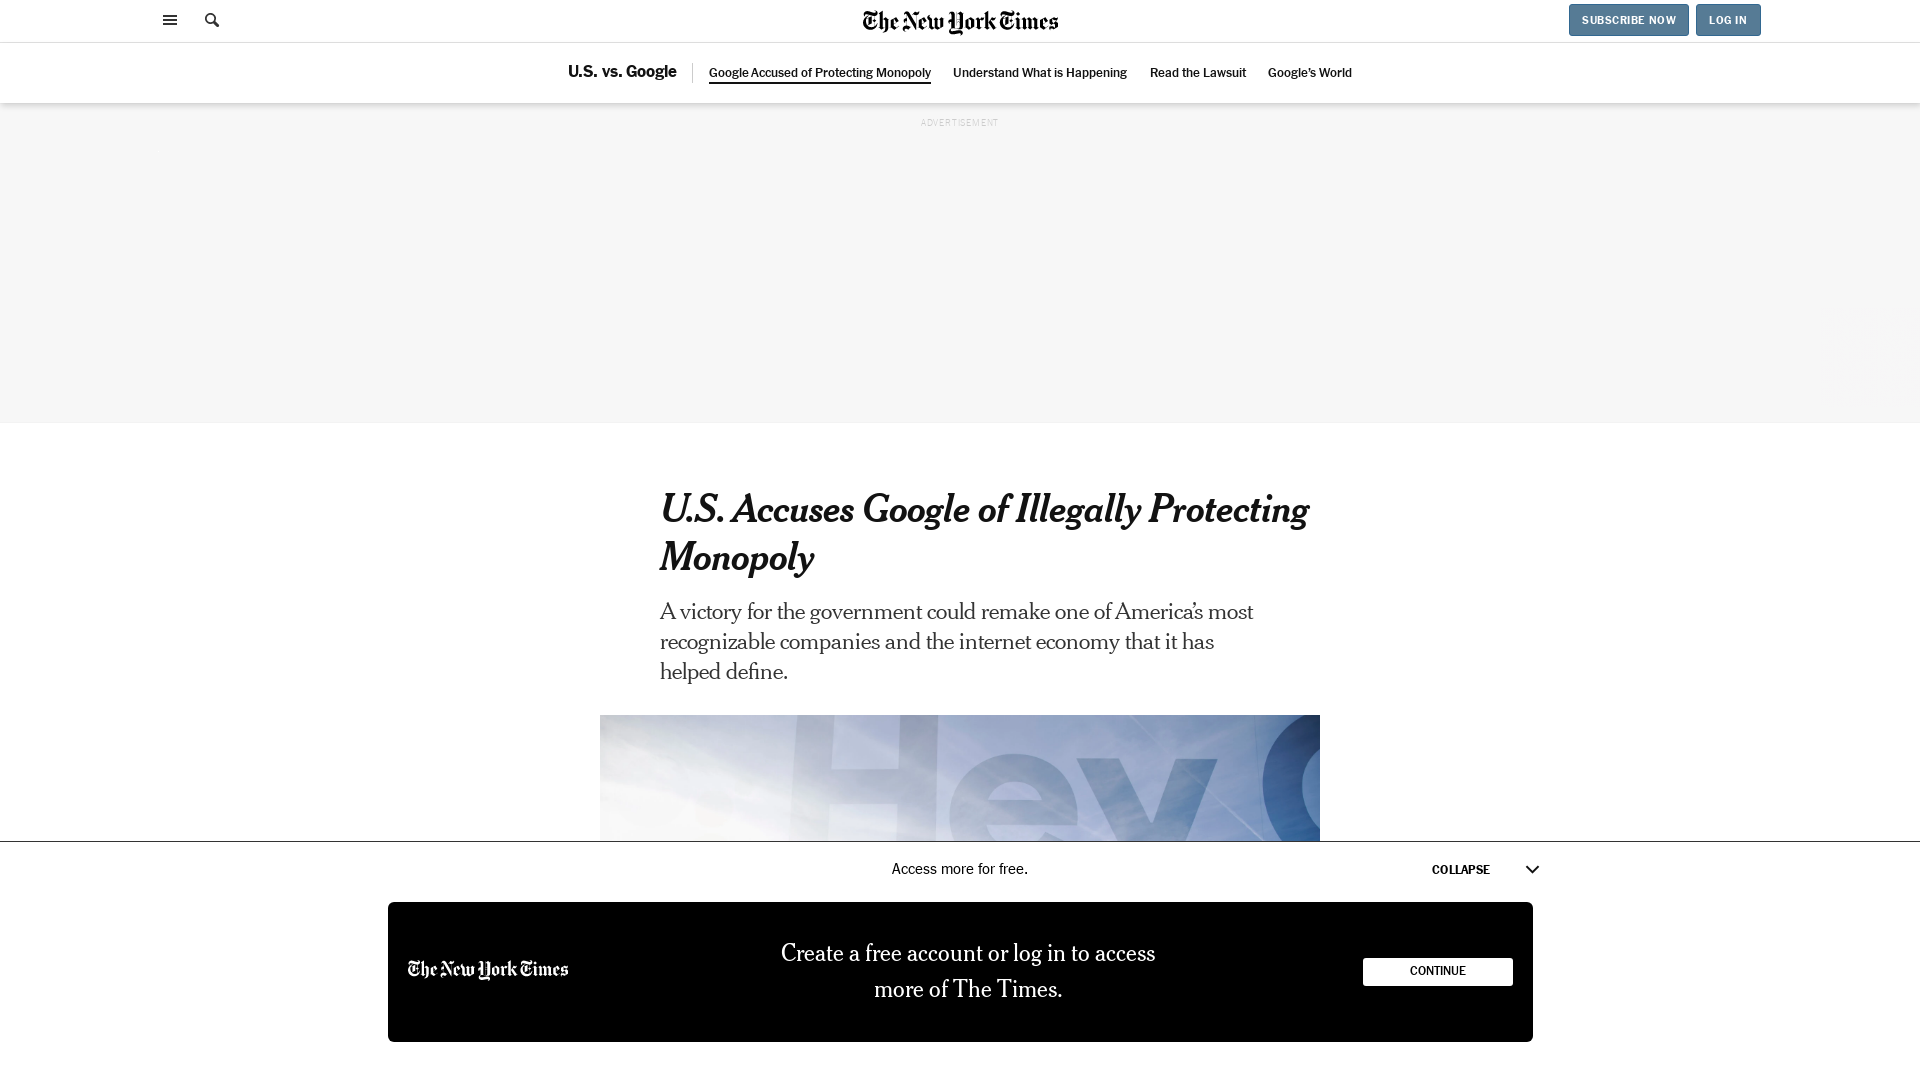 The New York Times
SUBSCRIBE NOW
LOG IN
U.S. vs. Google
Google Accused of Protecting Monopoly
Understand What is Happening
Read the Lawsuit
Google’s World
ADVERTISEMENT
U.S. Accuses Google of Illegally Protecting
Monopoly
A victory for the government could remake one of America’s most
recognizable companies and the internet economy that it has
helped define.
Hey G
Access more for free.
COLLAPSE
The New York Times
Create a free account or log in to access
more of The Times.
CONTINUE